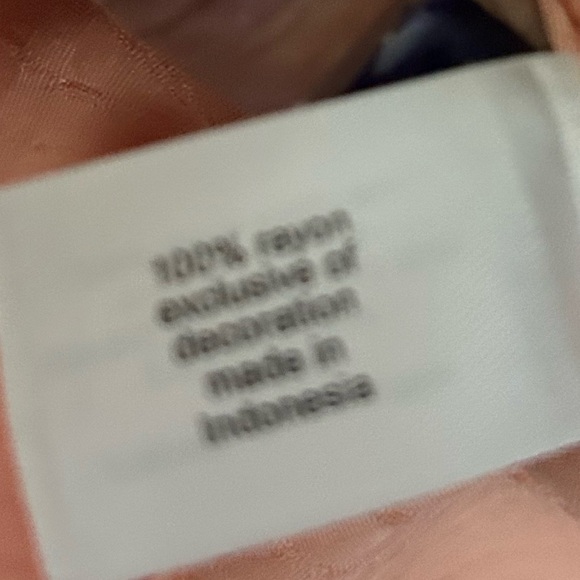 100% rayon
exclusive of
decoration
made in
Indonesia